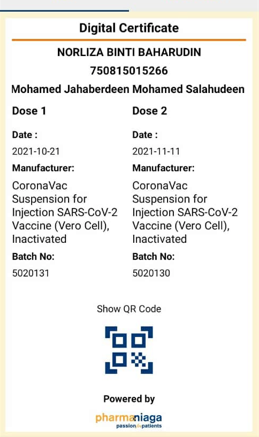 Digital Certificate
NORLIZA BINTI BAHARUDIN
750815015266
Mohamed Jahaberdeen Mohamed Salahudeen
Dose 1
Date :
2021-10-21
Manufacturer:
CoronaVac
Suspension for
Injection SARS-CoV-2
Vaccine (Vero Cell),
Inactivated
Batch No:
5020131
Dose 2
Date :
2021-11-11
Manufacturer:
CoronaVac
Suspension for
Injection SARS-CoV-2
Vaccine (Vero Cell),
Inactivated
Batch No:
5020130
Show QR Code
Powered by
pharmaniaga
passion for patients